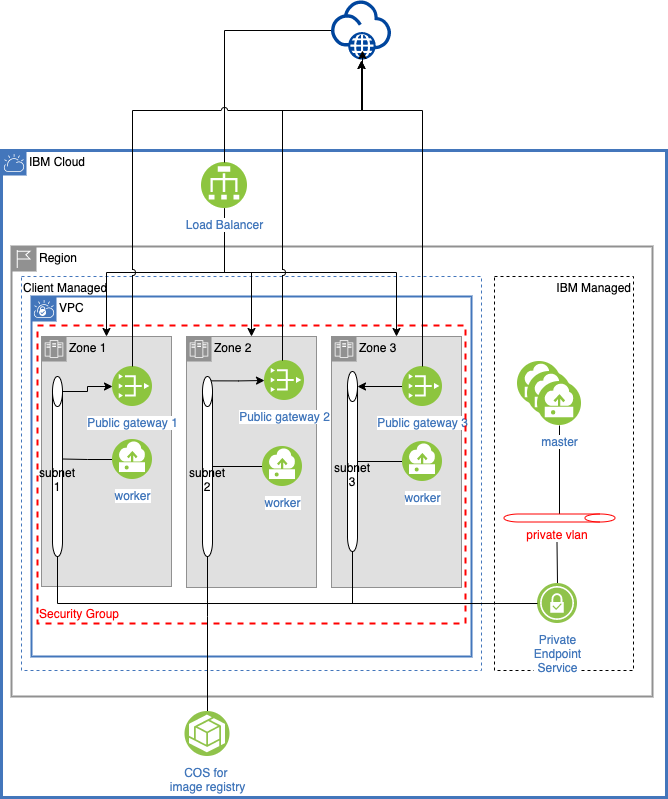 IBM Cloud
Load Balancer
Region
Client Managed
IBM Managed
VPC
Zone 1
Zone 2
Zone 3
Public gateway 1
Public gateway 2
Public gateway 3
subnet
1
worker
subnet
2
worker
subnet
3
worker
master
private vlan
Security Group
Private
Endpoint
Service
COS for
image registry